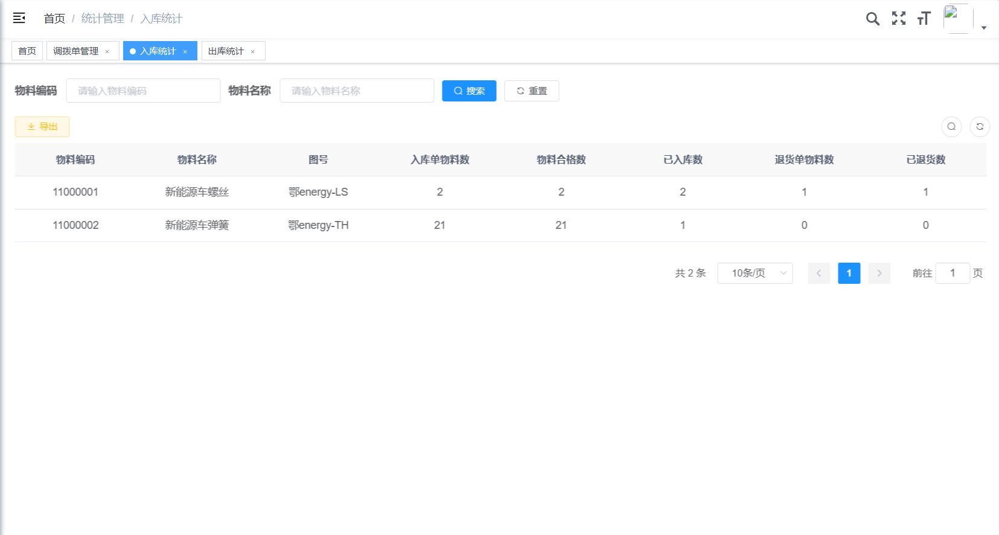 首页 / 统计管理 / 入库统计
首页 调拨单管理 × 入库统计 × 出库统计 ×
物料编码 请输入物料编码 物料名称 请输入物料名称 搜索 重置
导出
物料编码 物料名称 图号 入库单物料数 物料合格数 已入库数 退货单物料数 已退货数
11000001 新能源车螺丝 鄂energy-LS 2 2 2 1 1
11000002 新能源车弹簧 鄂energy-TH 21 21 1 0 0
共 2 条 10条/页 1 前往 1 页